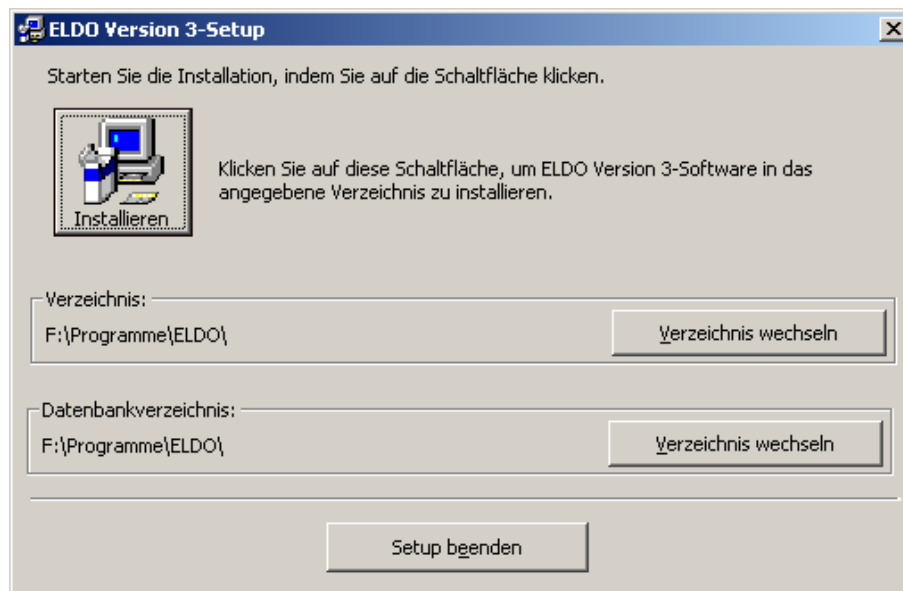 ELDO Version 3-Setup
Starten Sie die Installation, indem Sie auf die Schaltfläche klicken.
Installieren
Klicken Sie auf diese Schaltfläche, um ELDO Version 3-Software in das
angegebene Verzeichnis zu installieren.
Verzeichnis:
F:\Programme\ELDO\
Verzeichnis wechseln
Datenbankverzeichnis:
F:\Programme\ELDO\
Verzeichnis wechseln
Setup beenden